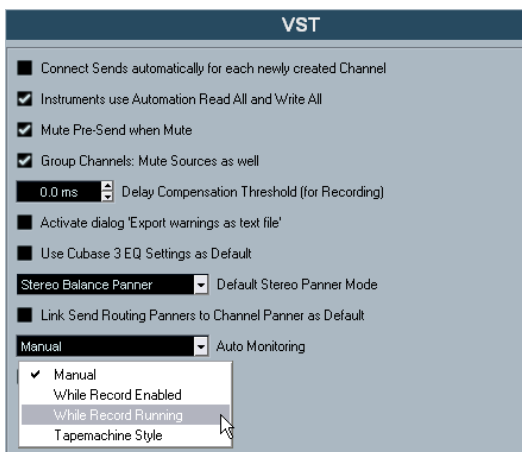 VST
Connect Sends automatically for each newly created Channel
Instruments use Automation Read All and Write All
Mute Pre-Send when Mute
Group Channels: Mute Sources as well
0.0 ms Delay Compensation Threshold (for Recording)
Activate dialog 'Export warnings as text file'
Use Cubase 3 EQ Settings as Default
Stereo Balance Panner Default Stereo Panner Mode
Link Send Routing Panners to Channel Panner as Default
Manual Auto Monitoring
Manual
While Record Enabled
While Record Running
Tapemachine Style